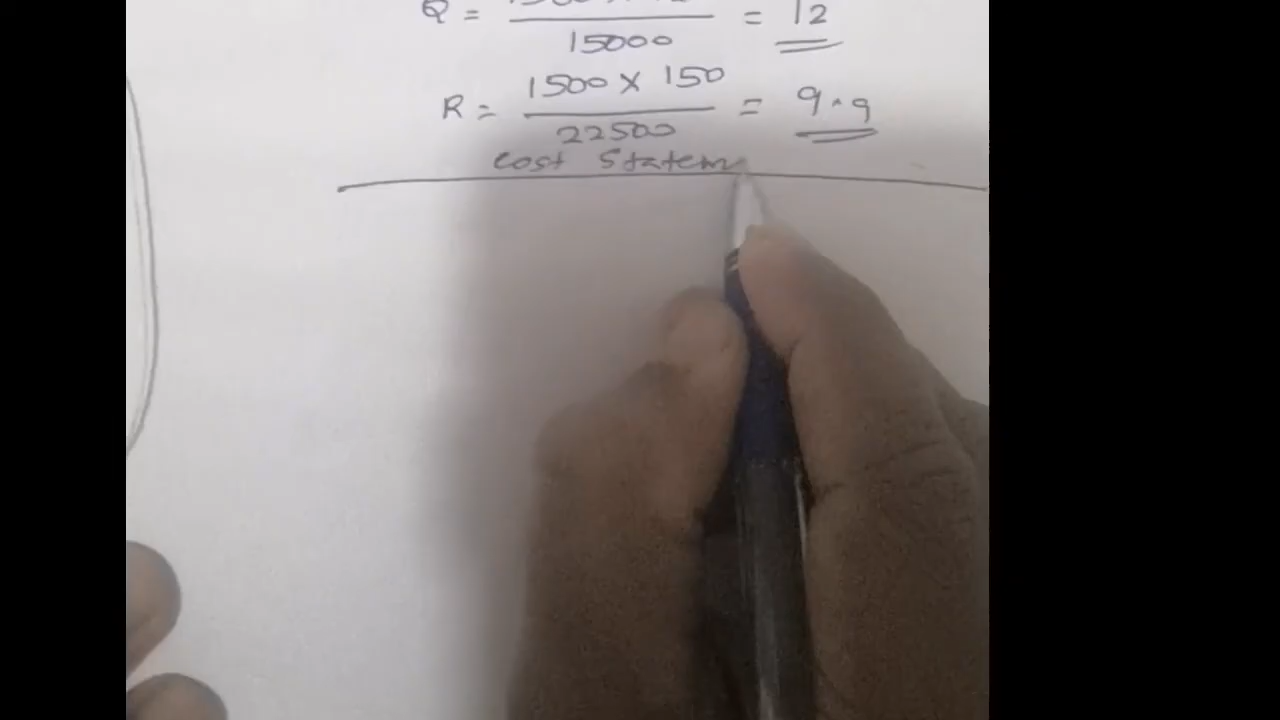 Q = = 12
15000
R = 1500 X 150 = 9.9
22500
Cost Statem